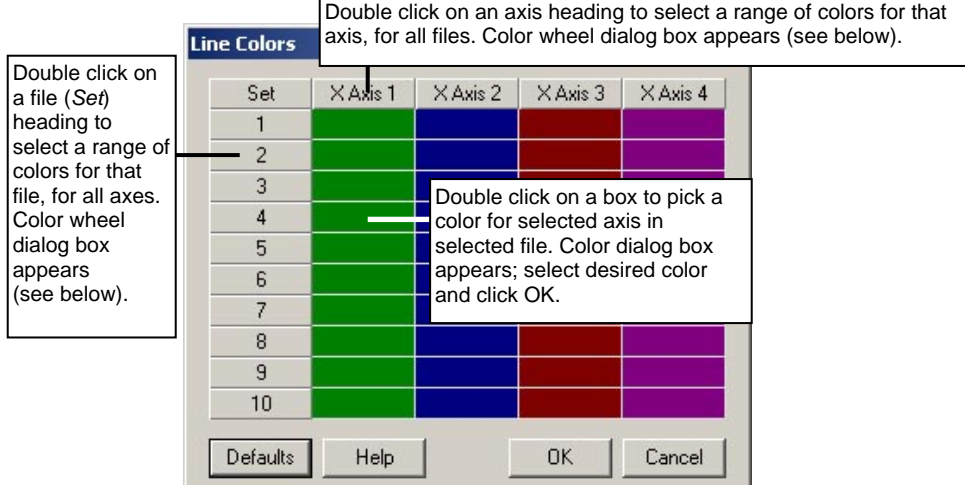 Double click on an axis heading to select a range of colors for that
axis, for all files. Color wheel dialog box appears (see below).
Line Colors
Double click on
a file (Set)
heading to
select a range of
colors for that
file, for all axes.
Color wheel
dialog box
appears
(see below).
Set X Axis 1 X Axis 2 X Axis 3 X Axis 4
1
2
3
4
5
6
7
8
9
10
Double click on a box to pick a
color for selected axis in
selected file. Color dialog box
appears; select desired color
and click OK.
Defaults Help OK Cancel